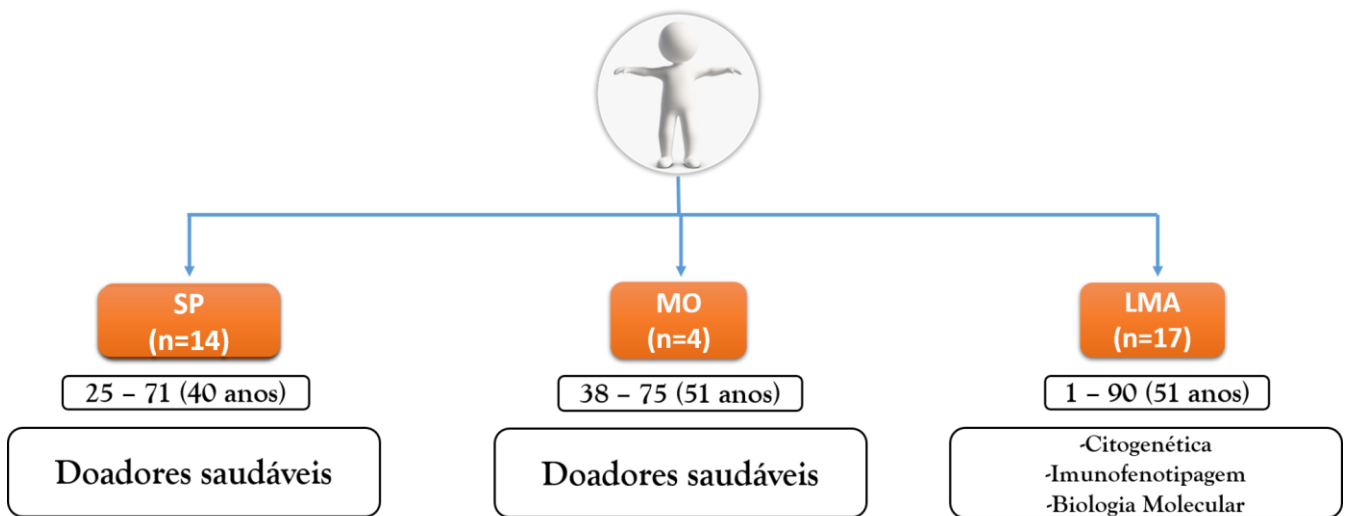 SP
(n=14)
MO
(n=4)
LMA
(n=17)
25 – 71 (40 anos)
38 – 75 (51 anos)
1 – 90 (51 anos)
Doadores saudáveis
Doadores saudáveis
-Citogenética
-Imunofenotipagem
-Biologia Molecular